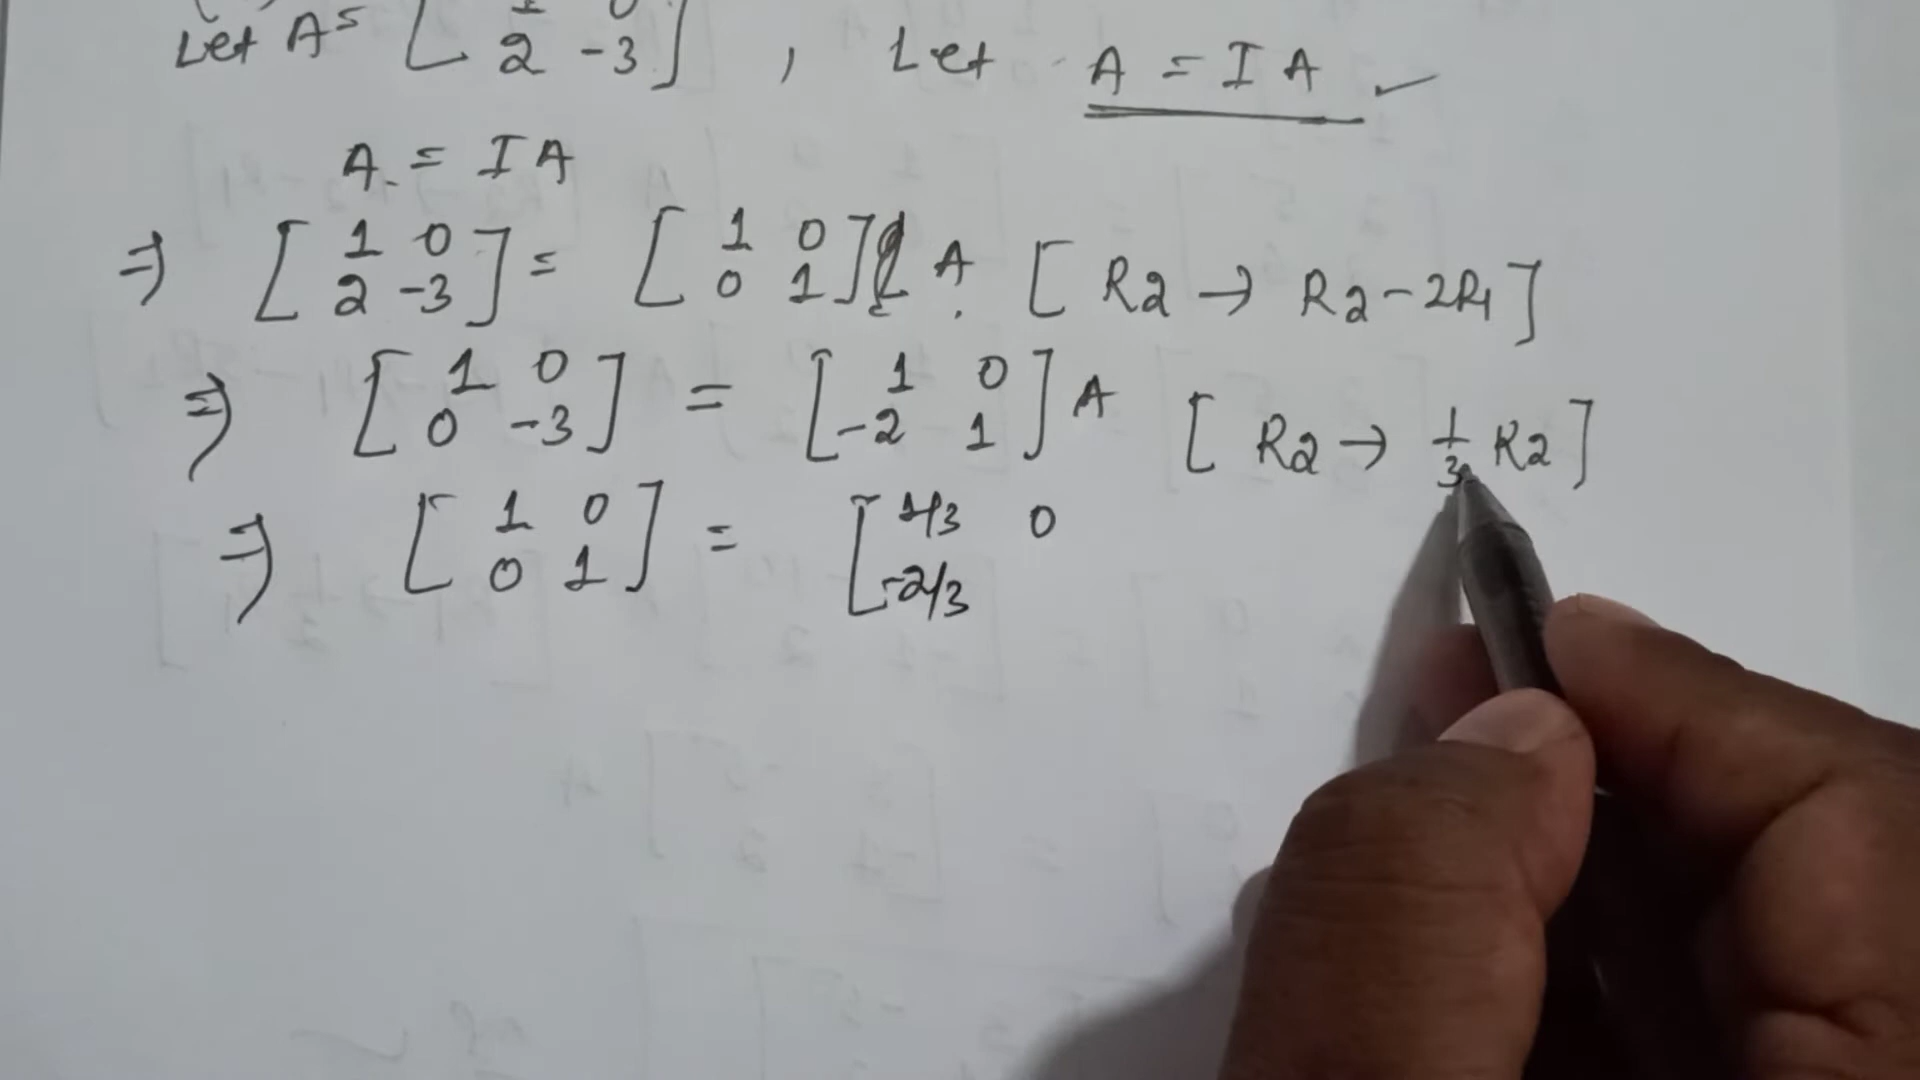 Let A = [ 1 0 2 -3 ] , Let A = I A ✓
A. = I A
⇒ [ 1 0 2 -3 ] = [ 1 0 0 1 ] A [ R2 → R2 - 2R1 ]
⇒ [ 1 0 0 -3 ] = [ 1 0 -2 1 ] A [ R2 → 1/3 R2 ]
⇒ [ 1 0 0 1 ] = [ 1/3 0 -2/3